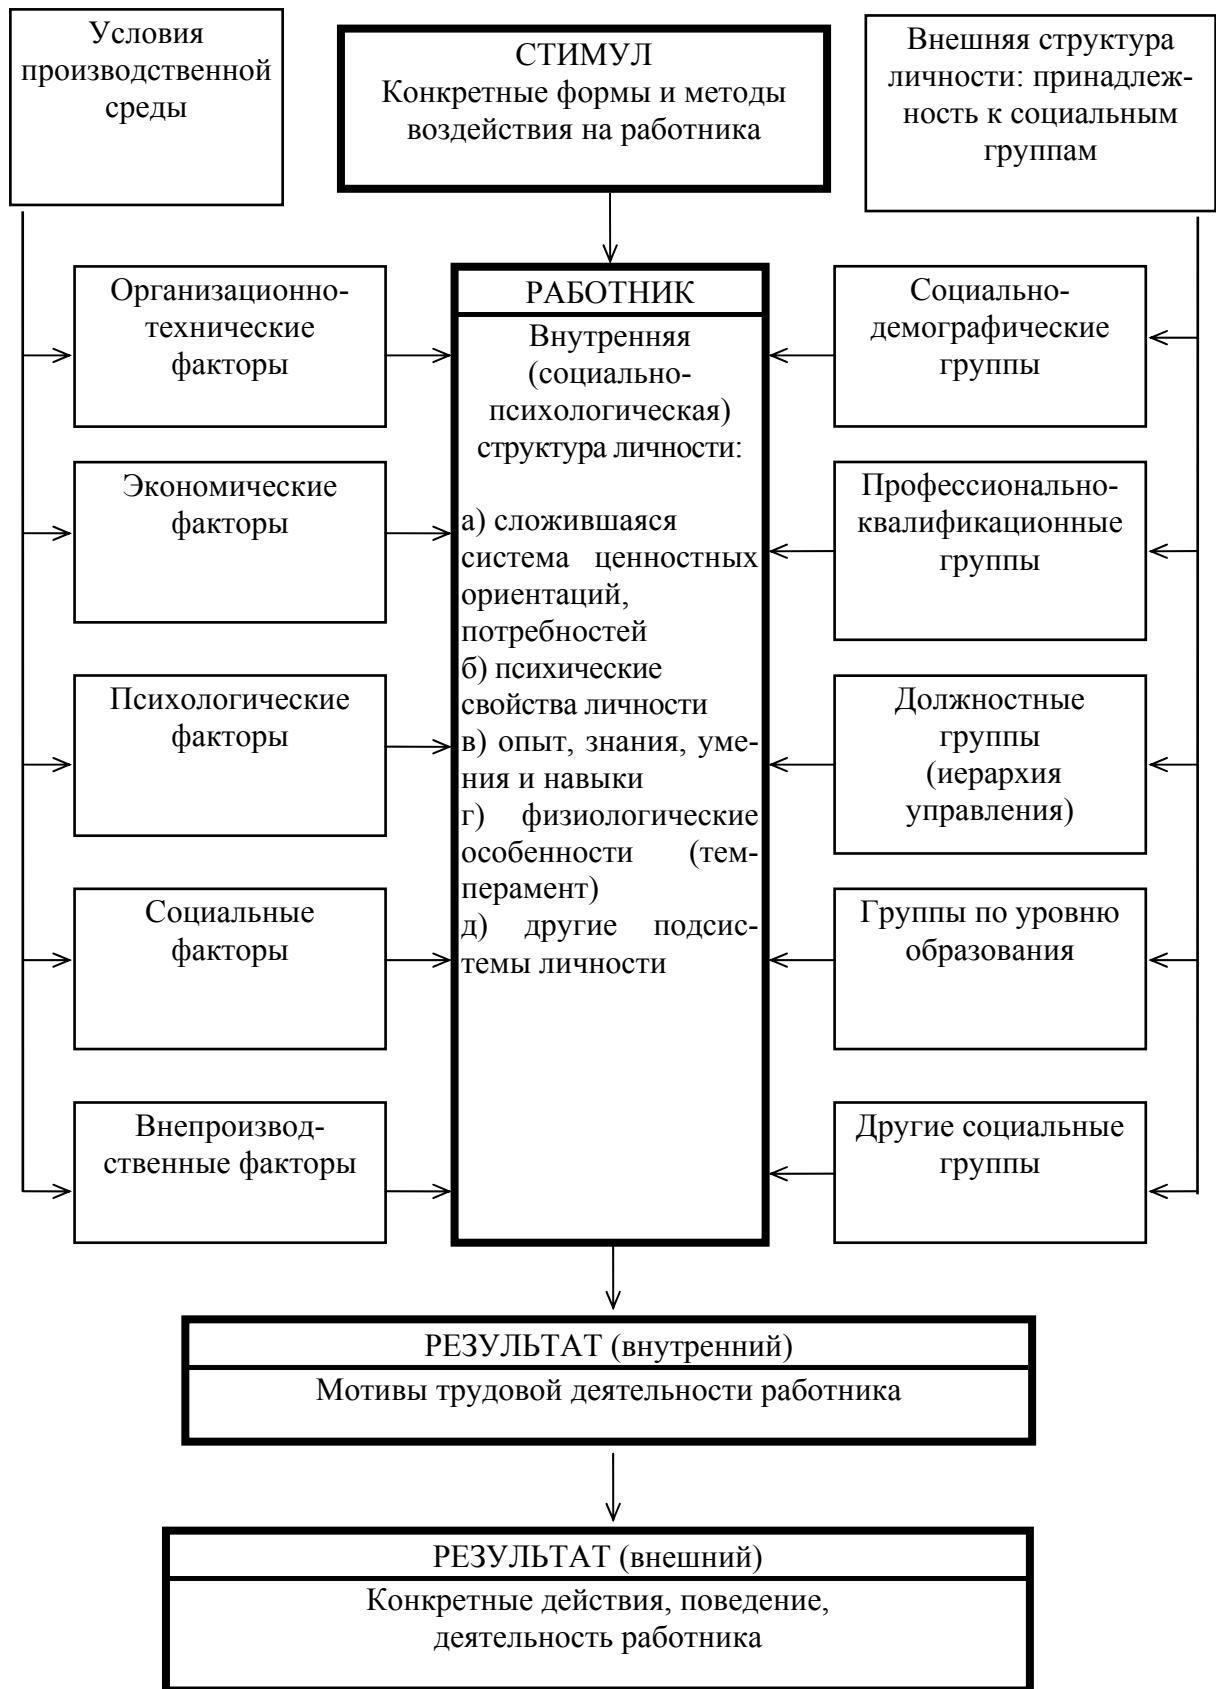 Условия
производственной
среды
СТИМУЛ
Конкретные формы и методы
воздействия на работника
Внешняя структура
личности: принадлеж-
ность к социальным
группам
Организационно-
технические
факторы
Экономические
факторы
Психологические
факторы
Социальные
факторы
Внепроизвод-
ственные факторы
РАБОТНИК
Внутренняя
(социально-
психологическая)
структура личности:
а) сложившаяся
система ценностных
ориентаций,
потребностей
б) психические
свойства личности
в) опыт, знания, уме-
ния и навыки
г) физиологические
особенности (тем-
перамент)
д) другие подсис-
темы личности
Социально-
демографические
группы
Профессионально-
квалификационные
группы
Должностные
группы
(иерархия
управления)
Группы по уровню
образования
Другие социальные
группы
РЕЗУЛЬТАТ (внутренний)
Мотивы трудовой деятельности работника
РЕЗУЛЬТАТ (внешний)
Конкретные действия, поведение,
деятельность работника